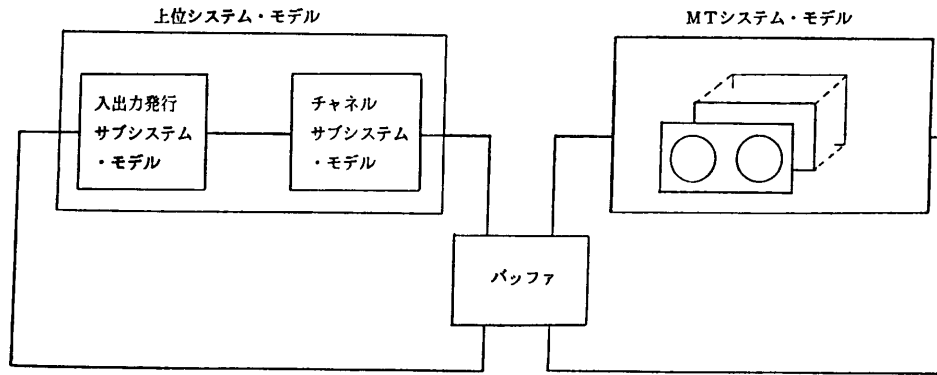 上位システム・モデル
MTシステム・モデル
入出力発行
サブシステム
・モデル
チャネル
サブシステム
・モデル
バッファ